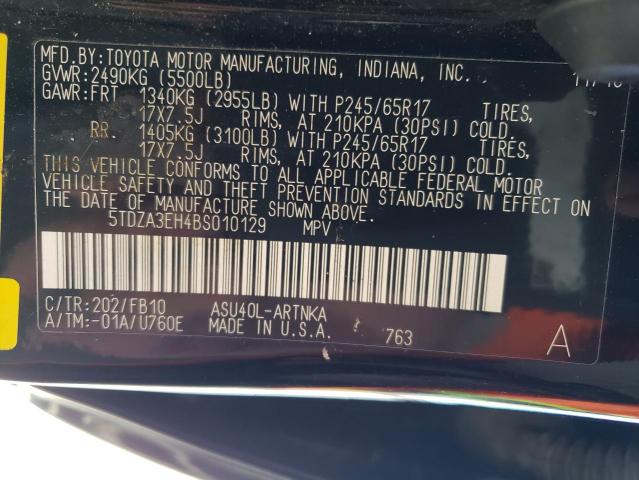 MFD.BY:TOYOTA MOTOR MANUFACTURING, INDIANA, INC.
GVWR:2490KG (5500LB)
GAWR:FRT 1340KG (2955LB) WITH P245/65R17 TIRES,
17X7.5J RIMS, AT 210KPA (30PSI) COLD.
RR. 1405KG (3100LB) WITH P245/65R17 TIRES,
17X7.5J RIMS, AT 210KPA (30PSI) COLD.
THIS VEHICLE CONFORMS TO ALL APPLICABLE FEDERAL MOTOR
VEHICLE SAFETY AND THEFT PREVENTION STANDARDS IN EFFECT ON
THE DATE OF MANUFACTURE SHOWN ABOVE.
5TDZA3EH4BS010129 MPV
C/TR:202/FB10 ASU40L-ARTNKA
A/TM:-01A/U760E MADE IN U.S.A. 763 A